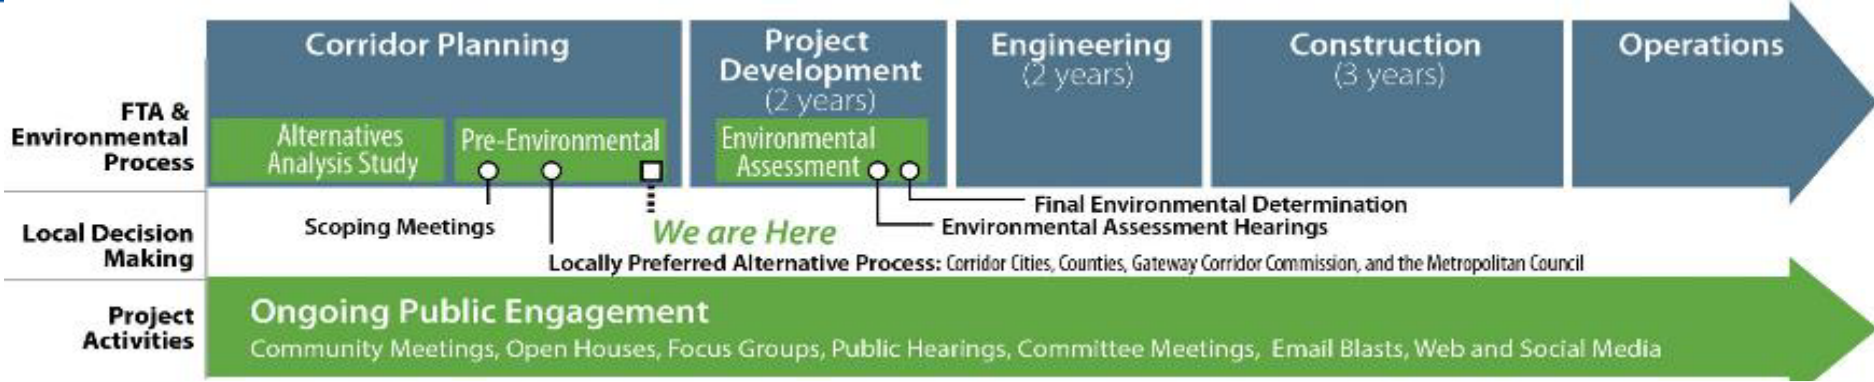 Corridor Planning
Project
Development
(2 years)
Engineering
(2 years)
Construction
(3 years)
Operations
FTA &
Environmental
Process
Alternatives
Analysis Study
Pre-Environmental
Environmental
Assessment
Local Decision
Making
Scoping Meetings
We are Here
Final Environmental Determination
Environmental Assessment Hearings
Locally Preferred Alternative Process: Corridor Cities, Counties, Gateway Corridor Commission, and the Metropolitan Council
Project
Activities
Ongoing Public Engagement
Community Meetings, Open Houses, Focus Groups, Public Hearings, Committee Meetings, Email Blasts, Web and Social Media